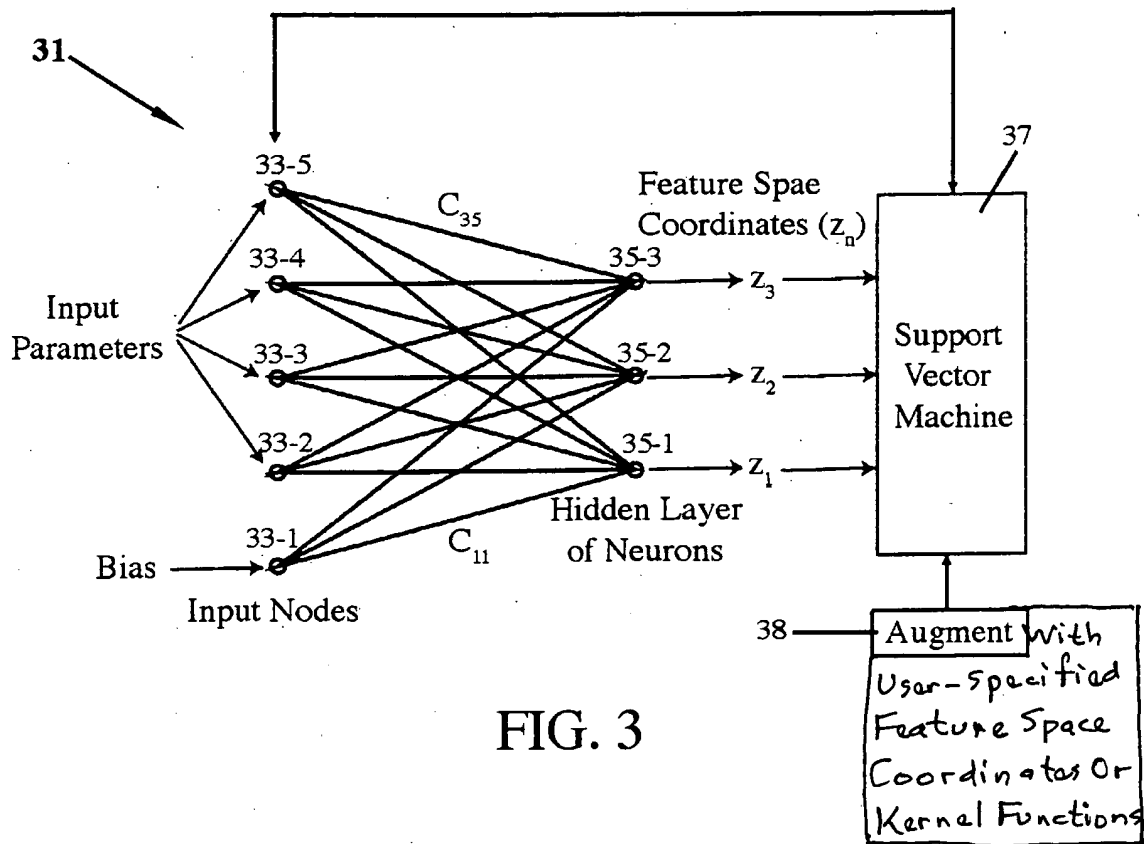 31
33-5
37
C35
Feature Spae
Coordinates (zn)
33-4
35-3
z3
Input
Parameters
33-3
35-2
z2
Support
Vector
Machine
33-2
35-1
z1
Hidden Layer
of Neurons
33-1
C11
Bias
Input Nodes
38
Augment with
User-specified
Feature Space
Coordinates Or
Kernel Functions
FIG. 3